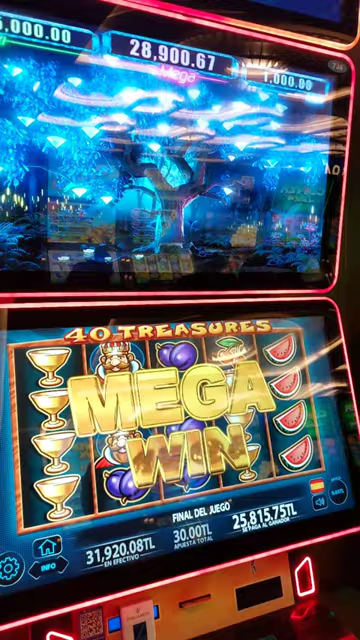 5,000.00
28,900.67
Mega
1,000.00
40 TREASURES
MEGA
WIN
FINAL DEL JUEGO
31,920.08TL
EN EFECTIVO
30.00TL
APUESTA TOTAL
25,815.75TL
SE PAGA AL GANADOR
INFO